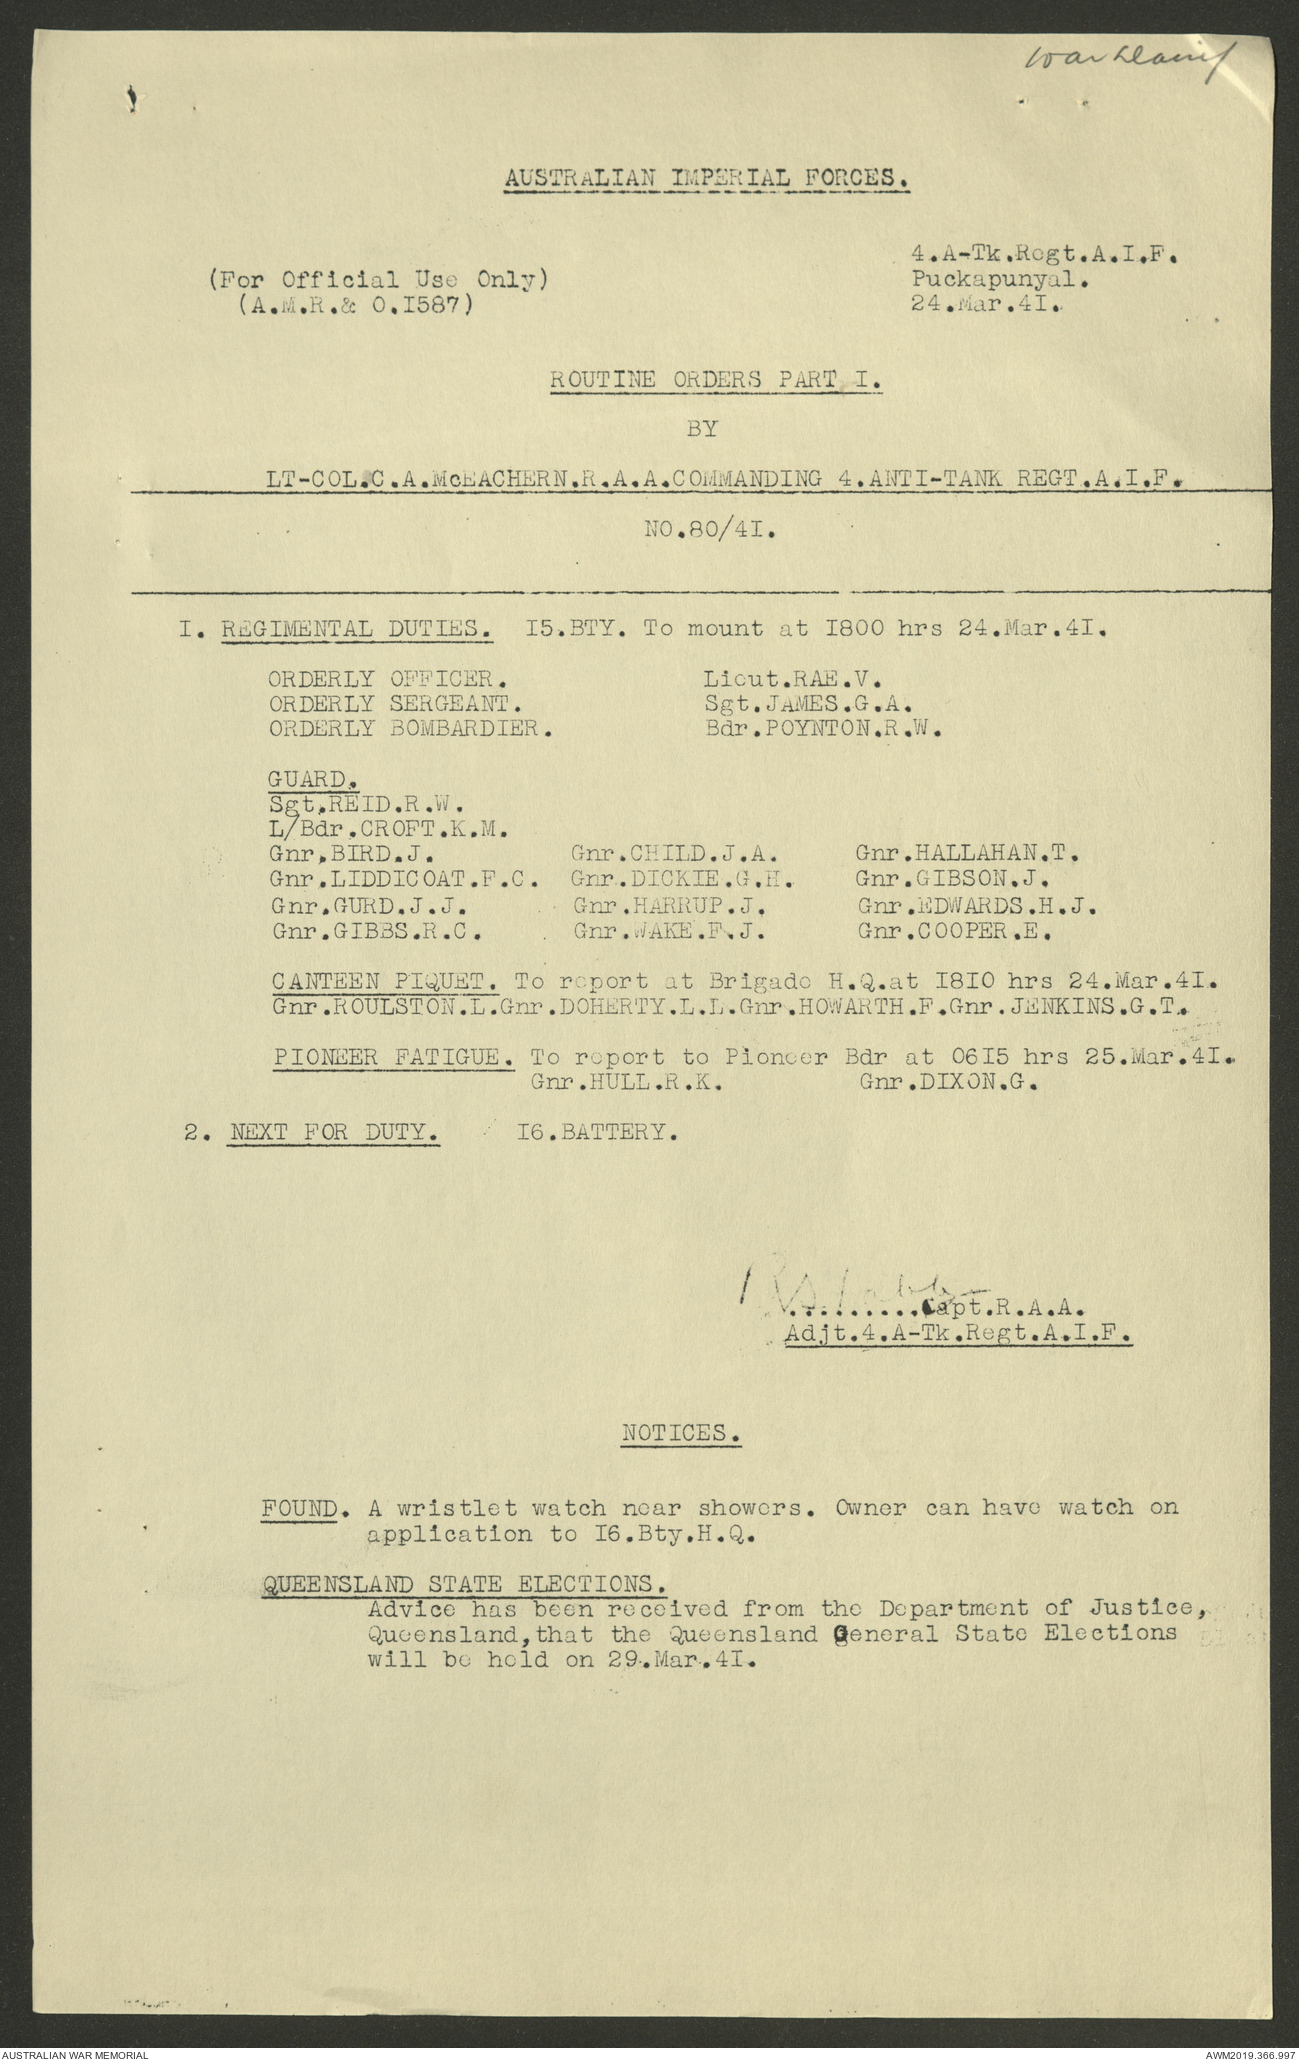 War Diary
AUSTRALIAN IMPERIAL FORCES.
4.A-Tk.Regt.A.I.F.
(For Official Use Only) Puckapunyal.
(A.M.R.& O.I587) 24.Mar.4I.
ROUTINE ORDERS PART I.
BY
LT-COL.C.A.McEACHERN.R.A.A.COMMANDING 4.ANTI-TANK REGT.A.I.F.
NO.80/4I.
I. REGIMENTAL DUTIES. I5.BTY. To mount at I800 hrs 24.Mar.4I.
ORDERLY OFFICER. Lieut.RAE.V.
ORDERLY SERGEANT. Sgt.JAMES.G.A.
ORDERLY BOMBARDIER. Bdr.POYNTON.R.W.
GUARD.
Sgt.REID.R.W.
L/Bdr.CROFT.K.M.
Gnr.BIRD.J. Gnr.CHILD.J.A. Gnr.HALLAHAN.T.
Gnr.LIDDICOAT.F.C. Gnr.DICKIE.G.H. Gnr.GIBSON.J.
Gnr.GURD.J.J. Gnr.HARRUP.J. Gnr.EDWARDS.H.J.
Gnr.GIBBS.R.C. Gnr.WAKE.F.J. Gnr.COOPER.E.
CANTEEN PIQUET. To report at Brigade H.Q.at I8I0 hrs 24.Mar.4I.
Gnr.ROULSTON.L.Gnr.DOHERTY.L.L.Gnr.HOWARTH.F.Gnr.JENKINS.G.T.
PIONEER FATIGUE. To report to Pioneer Bdr at 06I5 hrs 25.Mar.4I.
Gnr.HULL.R.K. Gnr.DIXON.G.
2. NEXT FOR DUTY. I6.BATTERY.
..........Capt.R.A.A.
Adjt.4.A-Tk.Regt.A.I.F.
NOTICES.
FOUND. A wristlet watch near showers. Owner can have watch on
application to I6.Bty.H.Q.
QUEENSLAND STATE ELECTIONS.
Advice has been received from the Department of Justice,
Queensland,that the Queensland General State Elections
will be held on 29.Mar.4I.
AUSTRALIAN WAR MEMORIAL AWM2019.366.997